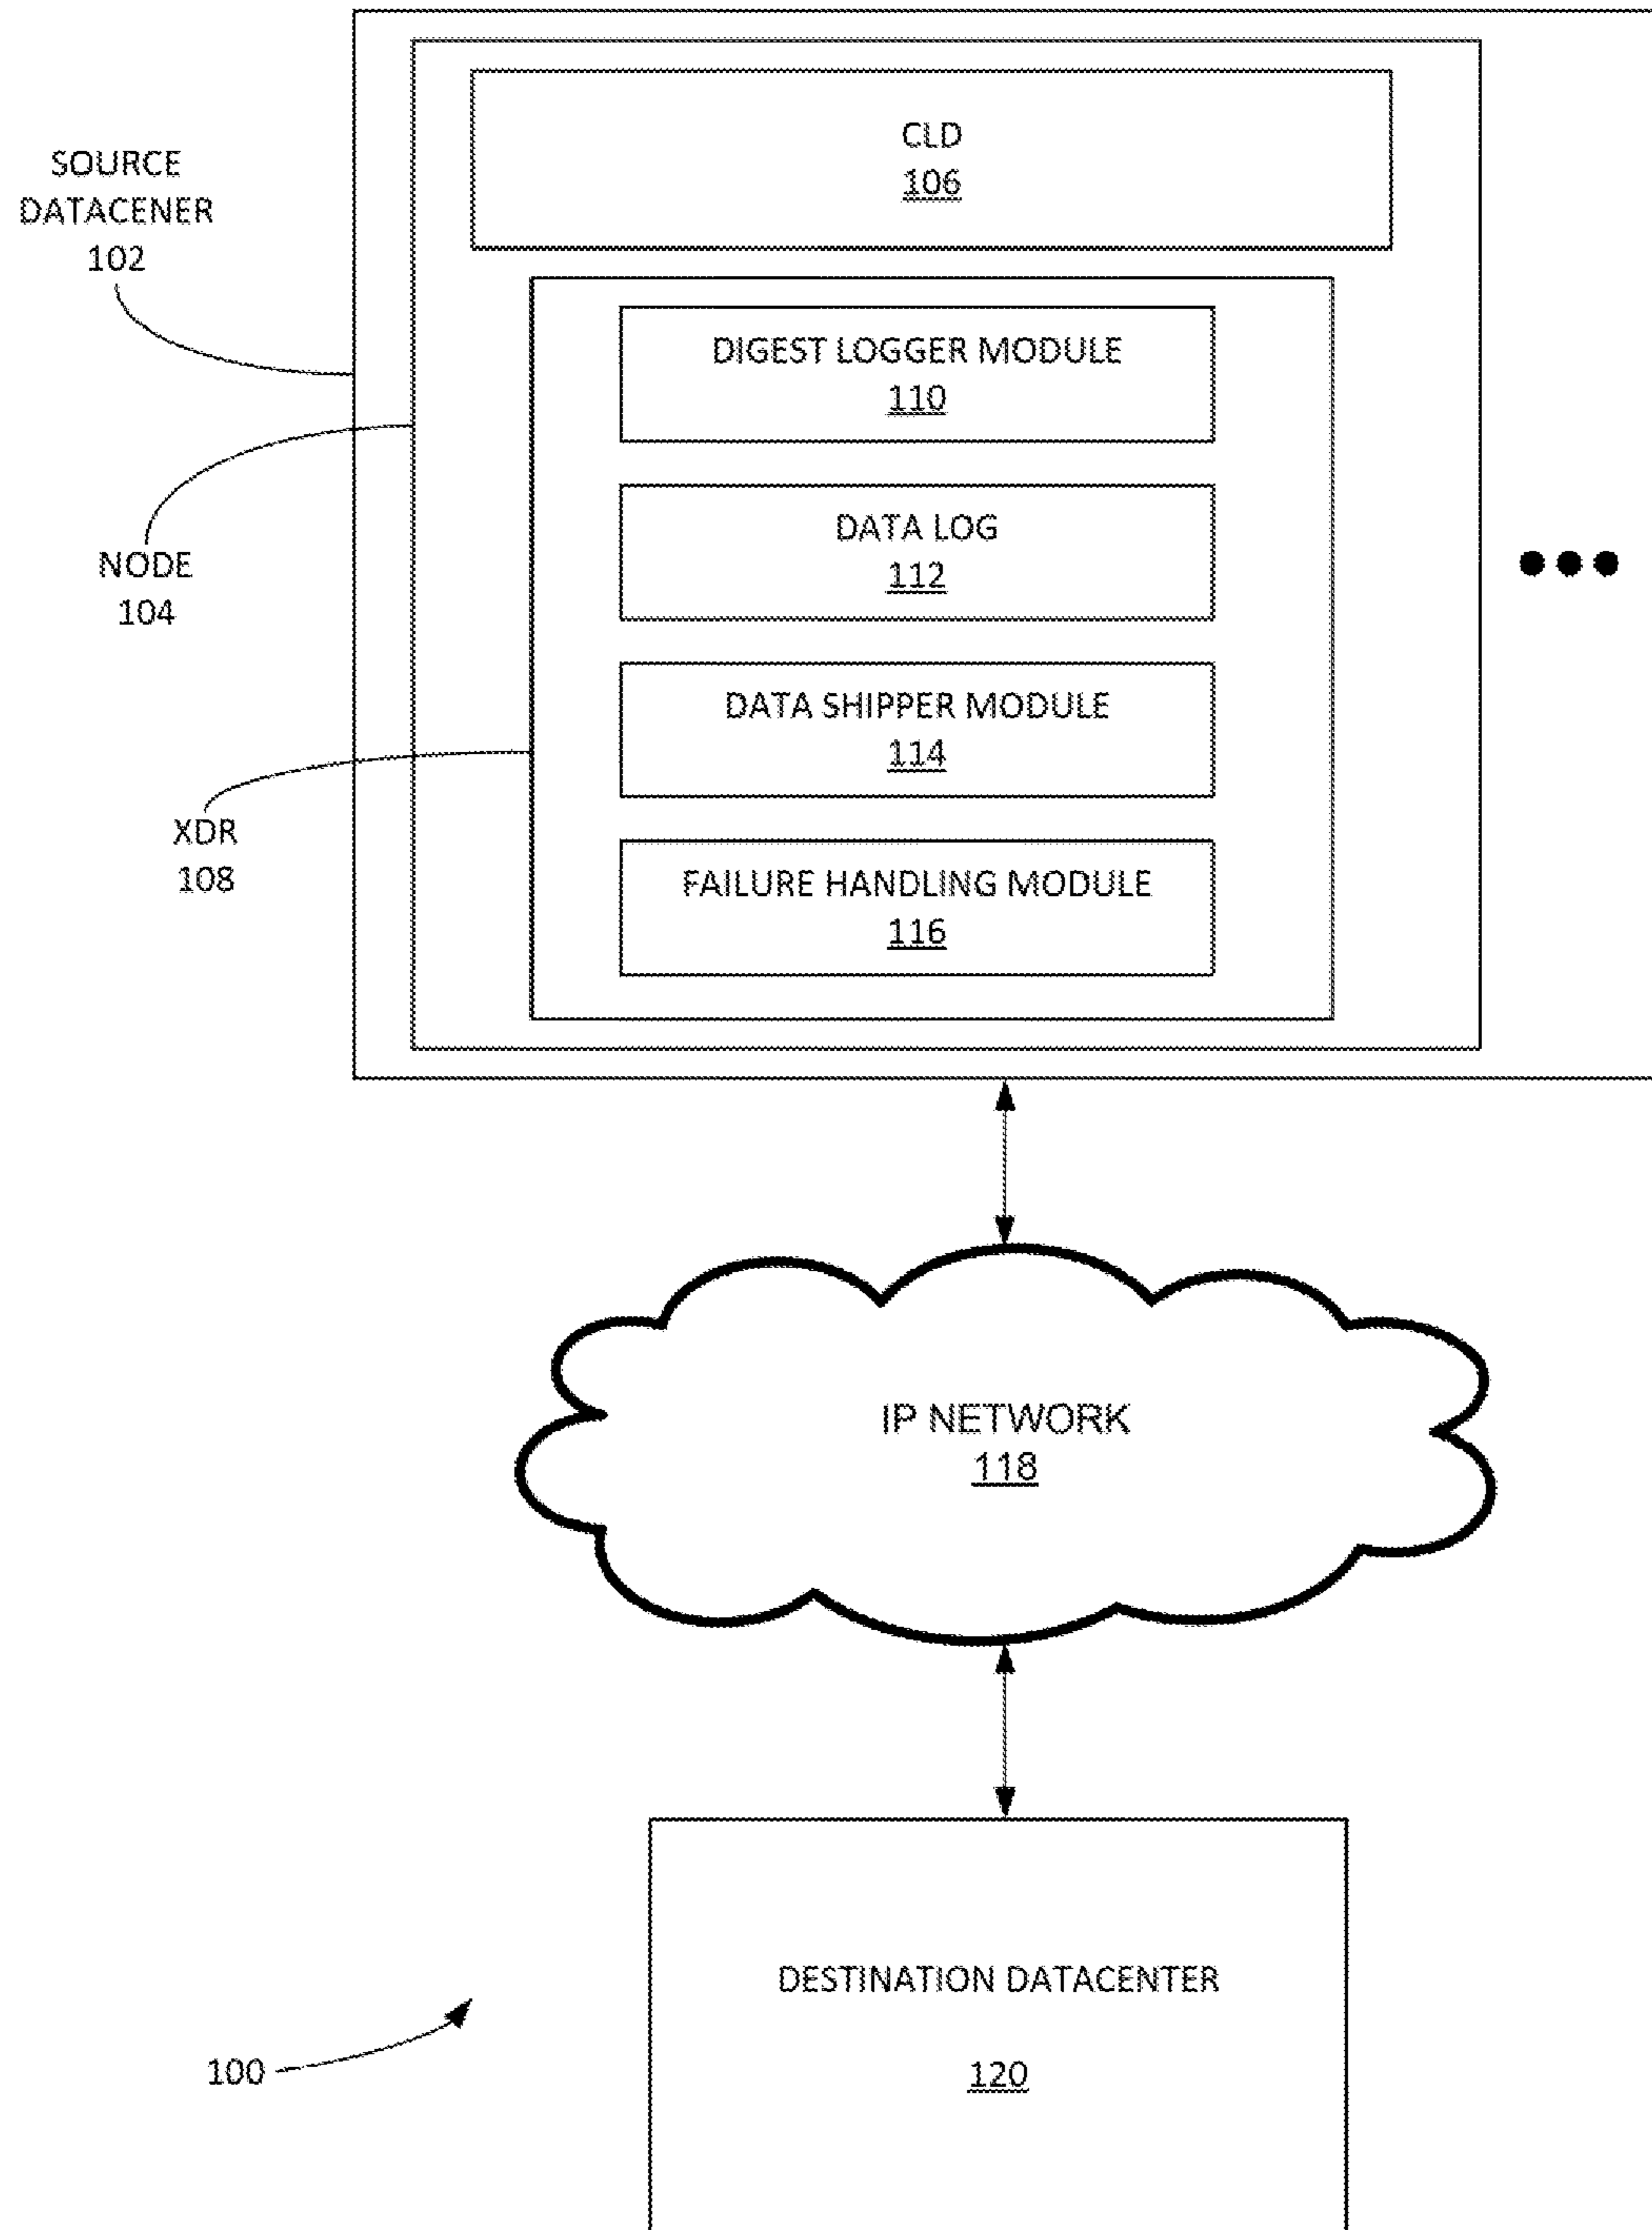 CLD
106
SOURCE
DATACENER
102
DIGEST LOGGER MODULE
110
DATA LOG
112
NODE
104
DATA SHIPPER MODULE
114
XDR
108
FAILURE HANDLING MODULE
116
IP NETWORK
118
DESTINATION DATACENTER
120
100